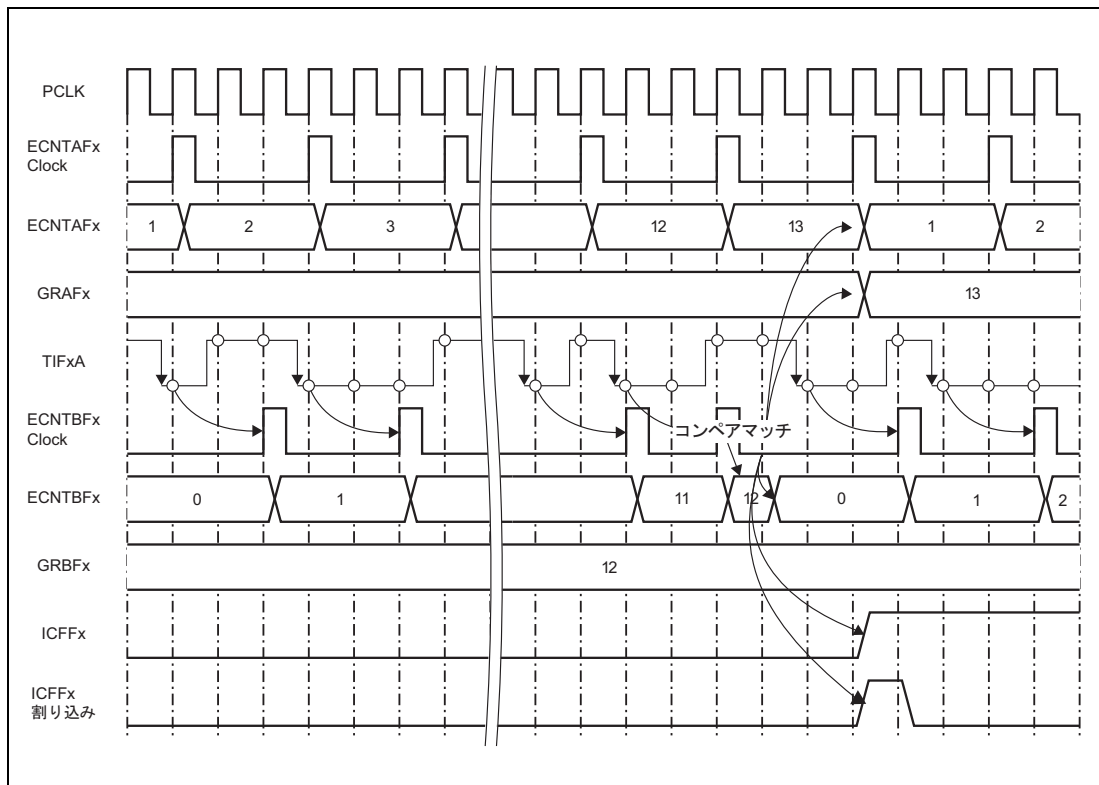 PCLK
ECNTAFx
Clock
ECNTAFx
1
2
3
12
13
1
2
GRAFx
13
TIFxA
ECNTBFx
Clock
コンペアマッチ
ECNTBFx
0
1
11
12
0
1
2
GRBFx
12
ICFFx
ICFFx
割り込み